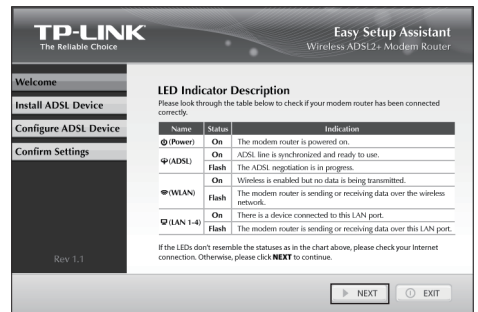 TP-LINK
The Reliable Choice
Easy Setup Assistant
Wireless ADSL2+ Modem Router
Welcome
Install ADSL Device
Configure ADSL Device
Confirm Settings
Rev 1.1
LED Indicator Description
Please look through the table below to check if your modem router has been connected
correctly.
Name Status Indication
(Power) On The modem router is powered on.
(ADSL) On ADSL line is synchronized and ready to use.
Flash The ADSL negotiation is in progress.
(WLAN) On Wireless is enabled but no data is being transmitted.
Flash The modem router is sending or receiving data over the wireless
network.
(LAN 1-4) On There is a device connected to this LAN port.
Flash The modem router is sending or receiving data over this LAN port.
If the LEDs don't resemble the statuses as in the chart above, please check your Internet
connection. Otherwise, please click NEXT to continue.
NEXT
EXIT